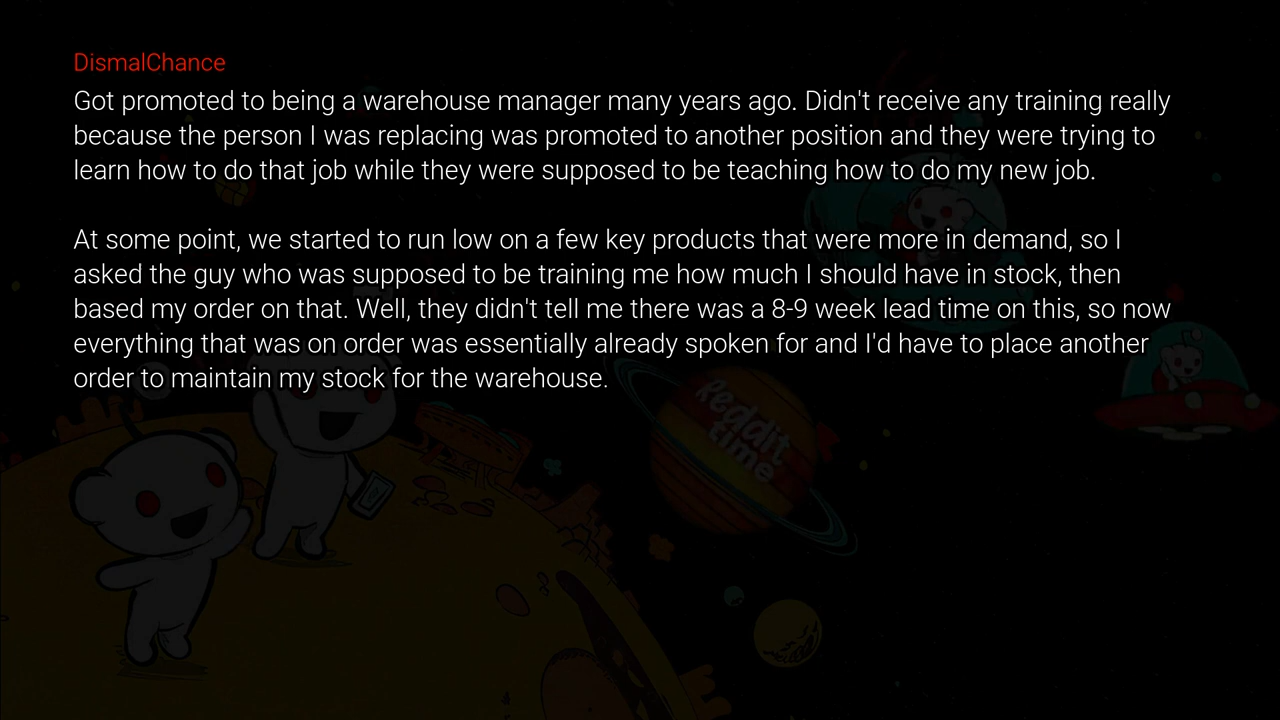 DismalChance
Got promoted to being a warehouse manager many years ago. Didn't receive any training really
because the person I was replacing was promoted to another position and they were trying to
learn how to do that job while they were supposed to be teaching how to do my new job.
At some point, we started to run low on a few key products that were more in demand, so I
asked the guy who was supposed to be training me how much I should have in stock, then
based my order on that. Well, they didn't tell me there was a 8-9 week lead time on this, so now
everything that was on order was essentially already spoken for and I'd have to place another
order to maintain my stock for the warehouse.
Reddit
time